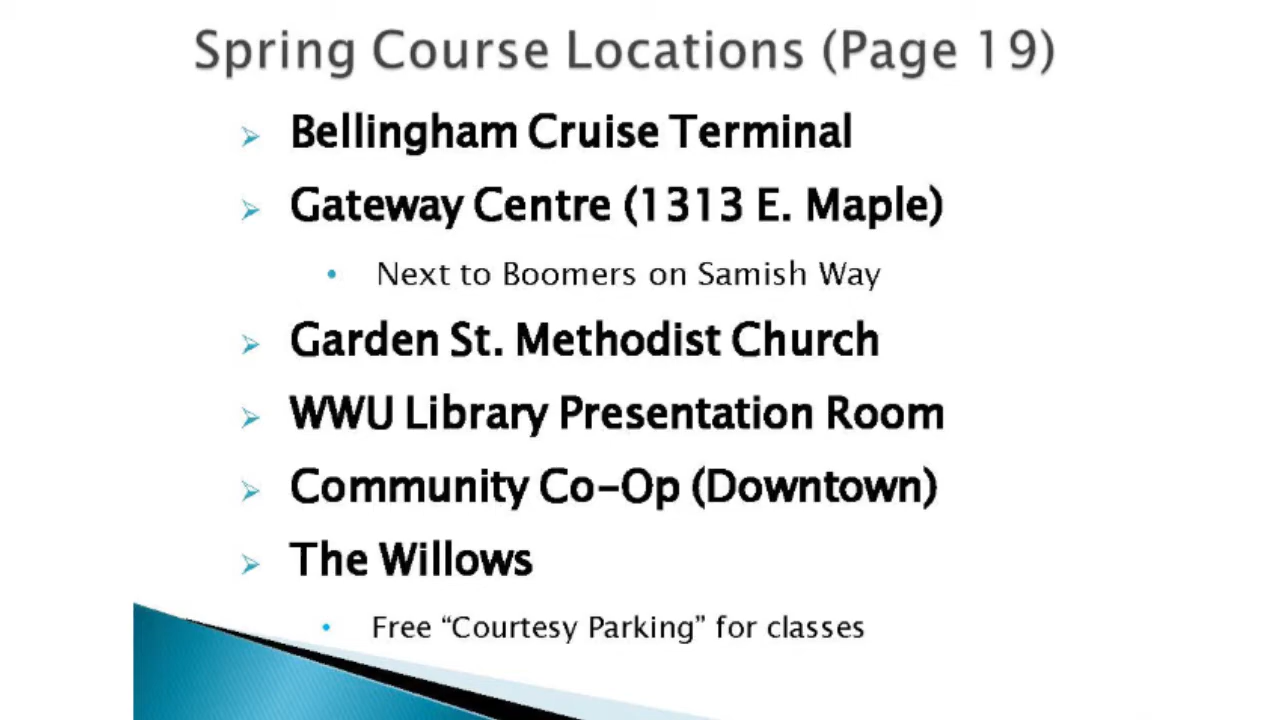 Spring Course Locations (Page 19)
Bellingham Cruise Terminal
Gateway Centre (1313 E. Maple)
Next to Boomers on Samish Way
Garden St. Methodist Church
WWU Library Presentation Room
Community Co-Op (Downtown)
The Willows
Free “Courtesy Parking” for classes